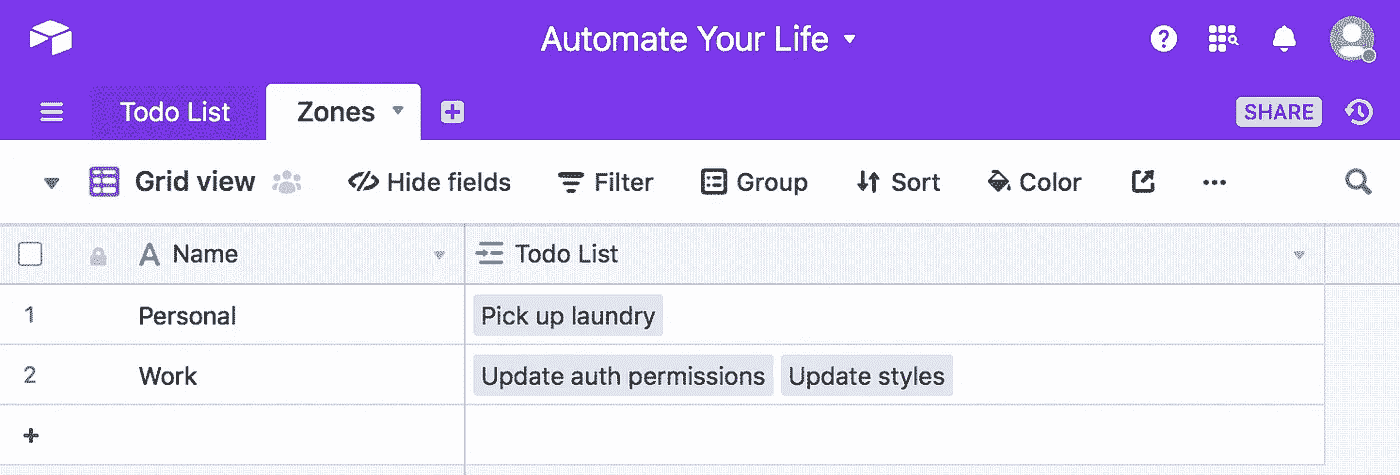 Automate Your Life
Todo List Zones SHARE
Grid view Hide fields Filter Group Sort Color
Name Todo List
1 Personal Pick up laundry
2 Work Update auth permissions Update styles